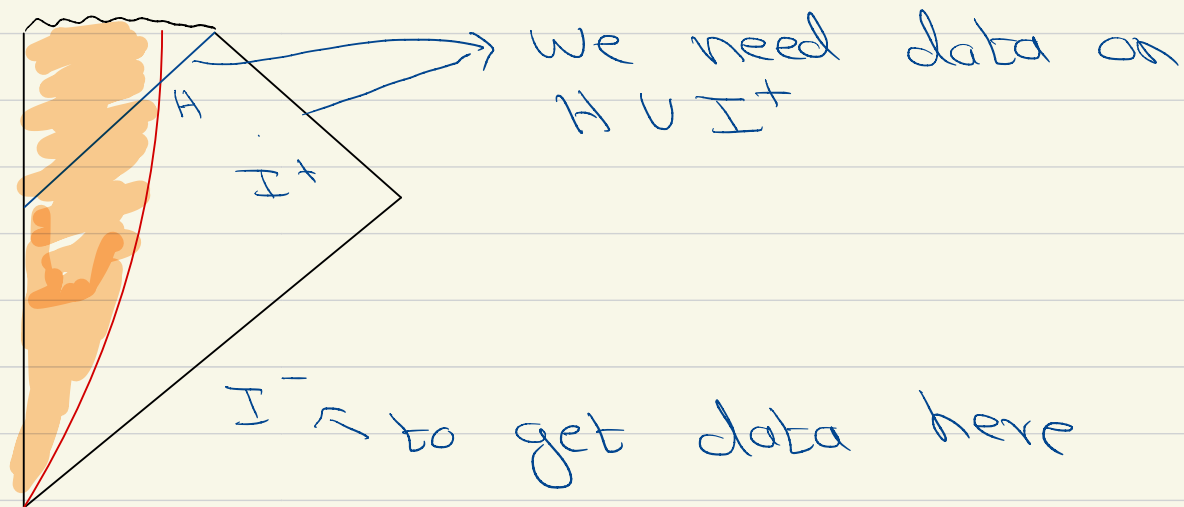 We need data on
H U I⁺
H
I⁺
I⁻
to get data here